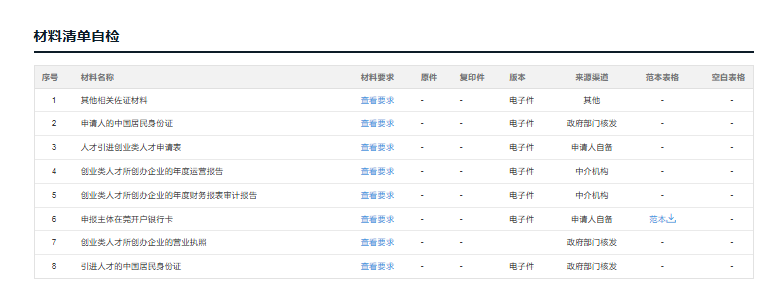 材料清单自检
序号 材料名称 材料要求 原件 复印件 版本 来源渠道 范本表格 空白表格
1 其他相关佐证材料 查看要求 - - 电子件 其他 - -
2 申请人的中国居民身份证 查看要求 - - 电子件 政府部门核发 - -
3 人才引进创业类人才申请表 查看要求 - - 电子件 申请人自备 - -
4 创业类人才所创办企业的年度运营报告 查看要求 - - 电子件 中介机构 - -
5 创业类人才所创办企业的年度财务报表审计报告 查看要求 - - 电子件 中介机构 - -
6 申报主体在莞开户银行卡 查看要求 - - 电子件 申请人自备 范本 -
7 创业类人才所创办企业的营业执照 查看要求 - - 政府部门核发 - -
8 引进人才的中国居民身份证 查看要求 - - 电子件 政府部门核发 - -